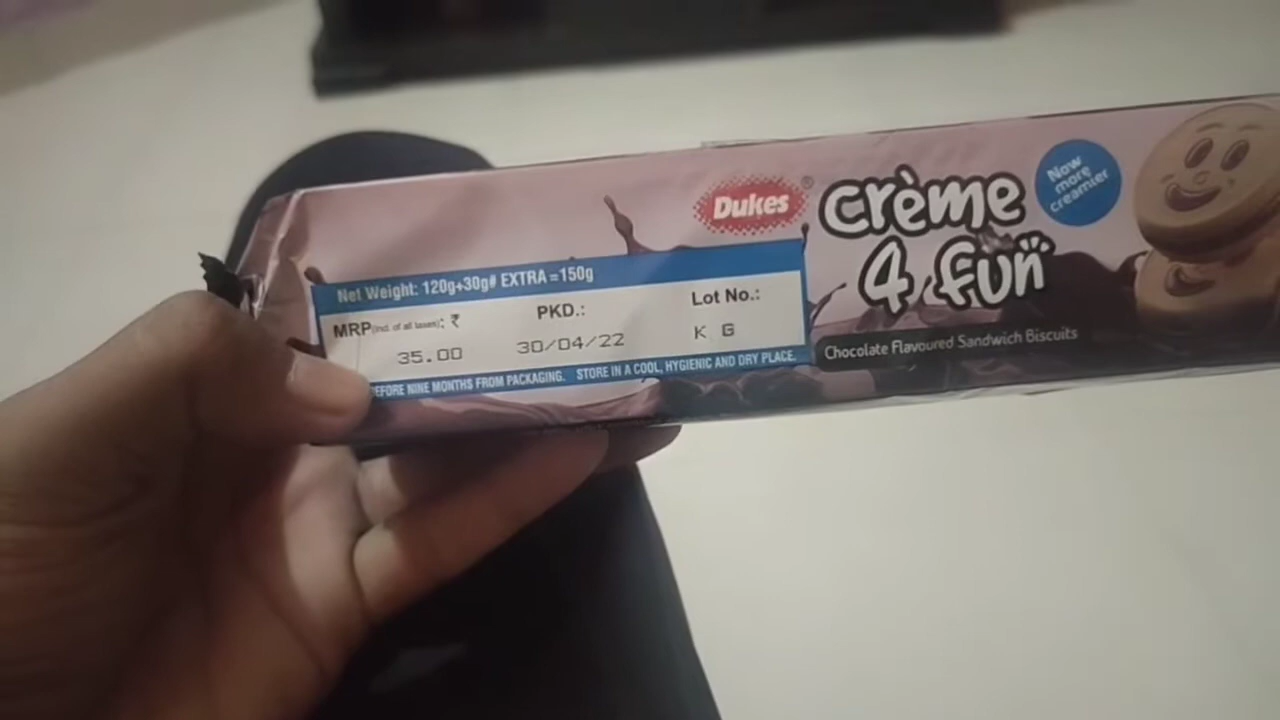 Dukes®
crème
4 fun
Now
more
creamier
Chocolate Flavoured Sandwich Biscuits
Net Weight: 120g+30g# EXTRA=150g
MRP(incl. of all taxes): ₹
35.00
PKD.:
30/04/22
Lot No.:
K G
NINE MONTHS FROM PACKAGING. STORE IN A COOL, HYGIENIC AND DRY PLACE.